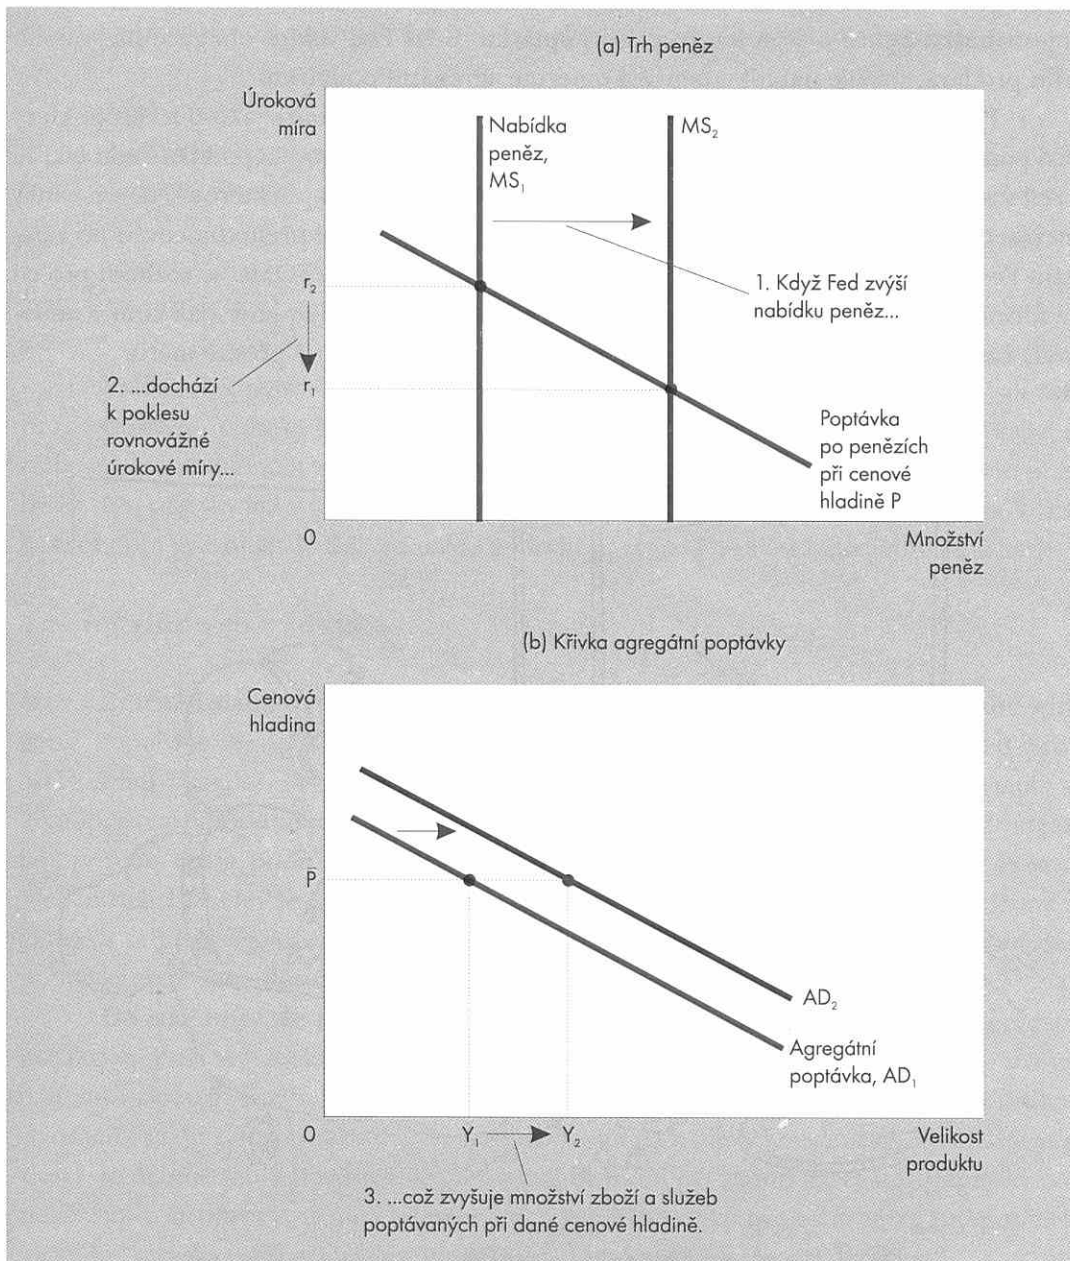 (a) Trh peněz
Úroková
míra
Nabídka
peněz,
MS₁
MS₂
r₂
1. Když Fed zvýší
nabídku peněz...
r₁
2. ...dochází
k poklesu
rovnovážné
úrokové míry...
Poptávka
po penězích
při cenové
hladině P
0
Množství
peněz
(b) Křivka agregátní poptávky
Cenová
hladina
P̄
AD₂
Agregátní
poptávka, AD₁
0
Y₁
Y₂
Velikost
produktu
3. ...což zvyšuje množství zboží a služeb
poptávaných při dané cenové hladině.